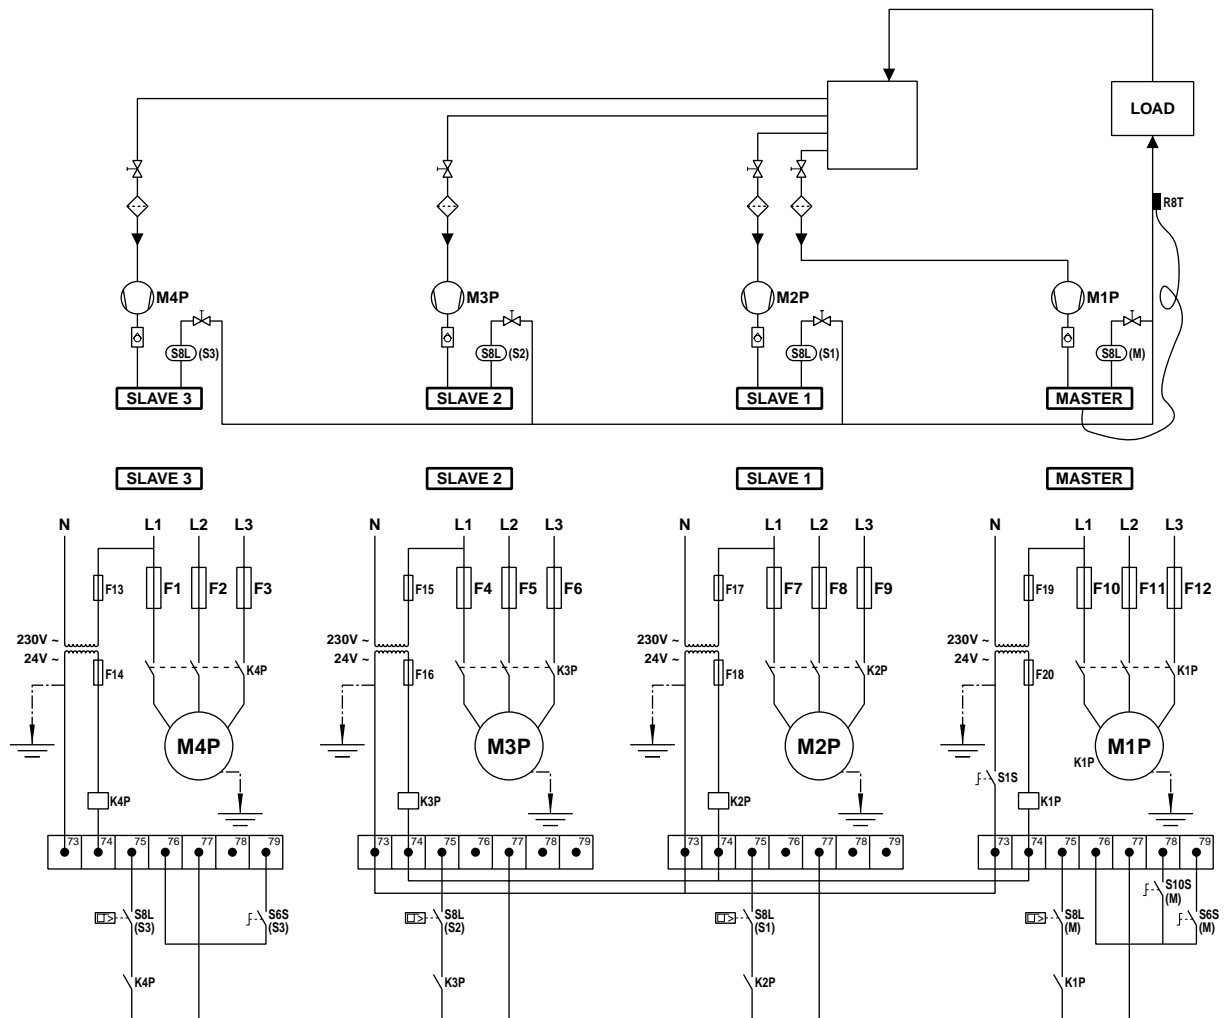 LOAD
R8T
M4P M3P M2P M1P
S8L (S3) S8L (S2) S8L (S1) S8L (M)
SLAVE 3 SLAVE 2 SLAVE 1 MASTER
SLAVE 3 SLAVE 2 SLAVE 1 MASTER
N L1 L2 L3 N L1 L2 L3 N L1 L2 L3 N L1 L2 L3
F13 F1 F2 F3 F15 F4 F5 F6 F17 F7 F8 F9 F19 F10 F11 F12
230V ~ 230V ~ 230V ~ 230V ~
24V ~ 24V ~ 24V ~ 24V ~
F14 K4P F16 K3P F18 K2P F20 K1P
M4P M3P M2P M1P
K1P
S1S
K4P K3P K2P K1P
73 74 75 76 77 78 79 73 74 75 76 77 78 79 73 74 75 76 77 78 79 73 74 75 76 77 78 79
S10S
(M)
S8L S6S S8L S8L S8L S6S
(S3) (S3) (S2) (S1) (M) (M)
K4P K3P K2P K1P